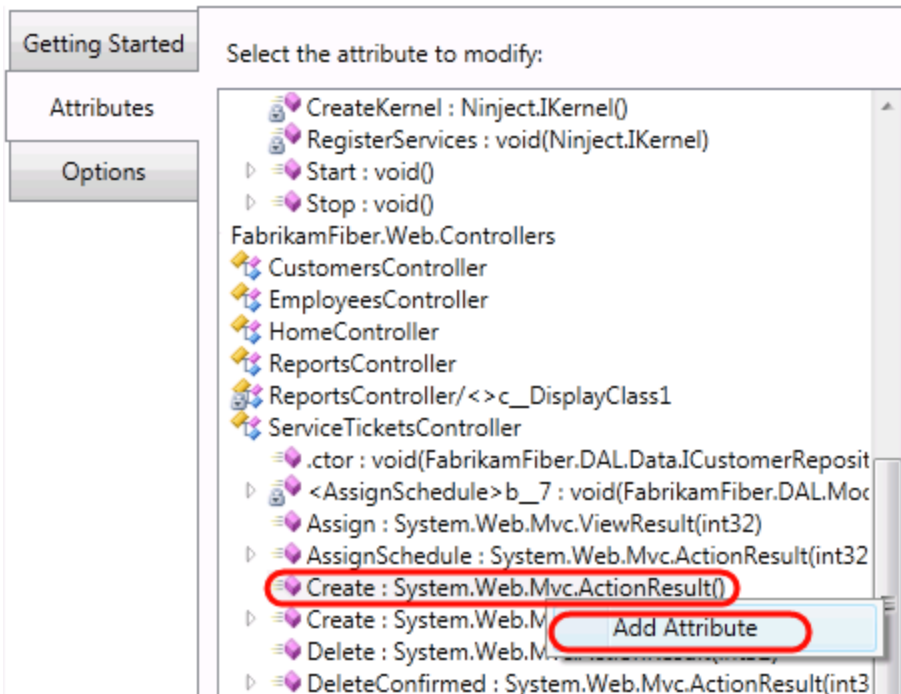 Getting Started
Select the attribute to modify:
Attributes
Options
CreateKernel : Ninject.IKernel()
RegisterServices : void(Ninject.IKernel)
Start : void()
Stop : void()
FabrikamFiber.Web.Controllers
CustomersController
EmployeesController
HomeController
ReportsController
ReportsController/<>c__DisplayClass1
ServiceTicketsController
.ctor : void(FabrikamFiber.DAL.Data.ICustomerReposit
<AssignSchedule>b__7 : void(FabrikamFiber.DAL.Moc
Assign : System.Web.Mvc.ViewResult(int32)
AssignSchedule : System.Web.Mvc.ActionResult(int32
Create : System.Web.Mvc.ActionResult()
Create : System.Web.M
Add Attribute
Delete : System.Web.M
DeleteConfirmed : System.Web.Mvc.ActionResult(int3